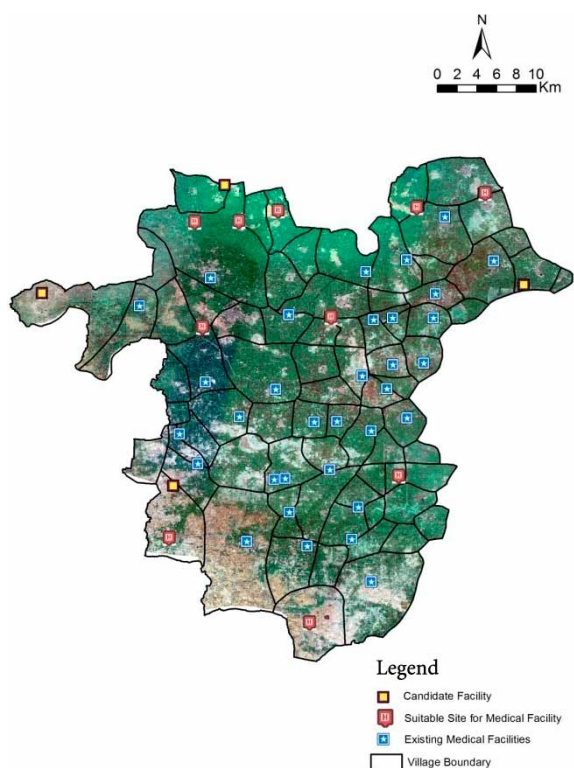 N
0 2 4 6 8 10
Km
Legend
Candidate Facility
Suitable Site for Medical Facility
Existing Medical Facilities
Village Boundary